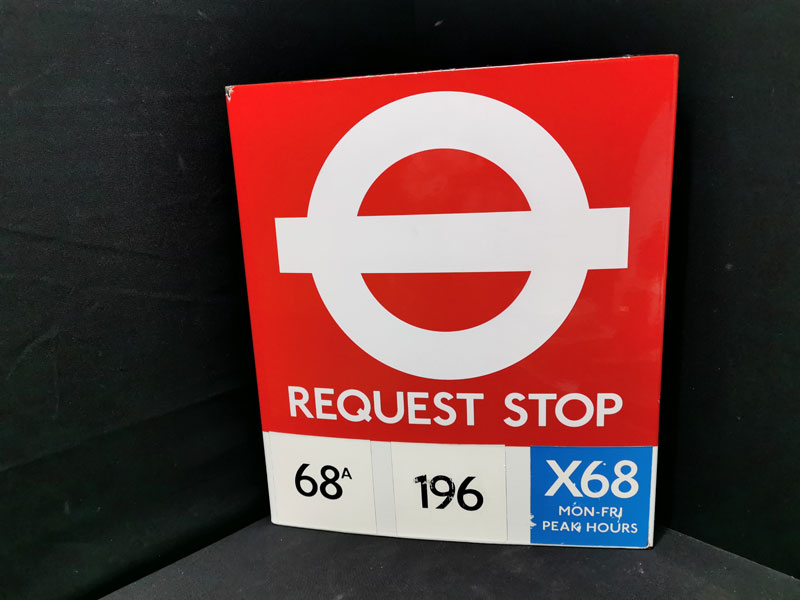 REQUEST STOP
68A
196
X68
MON-FRI
PEAK HOURS